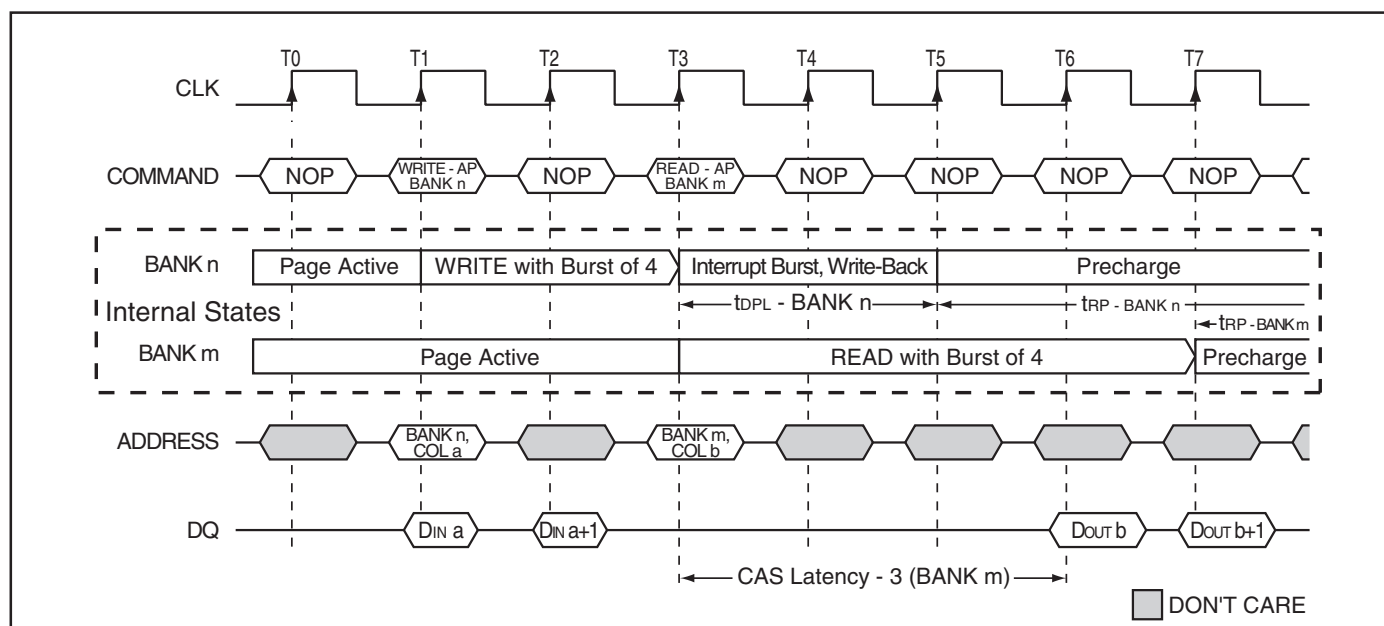 T0 T1 T2 T3 T4 T5 T6 T7
CLK
COMMAND NOP WRITE - AP BANK n NOP READ - AP BANK m NOP NOP NOP NOP
BANK n Page Active WRITE with Burst of 4 Interrupt Burst, Write-Back Precharge
tDPL - BANK n tRP - BANK n
Internal States
tRP - BANK m
BANK m Page Active READ with Burst of 4 Precharge
ADDRESS BANK n, COL a BANK m, COL b
DQ DIN a DIN a+1 DOUT b DOUT b+1
CAS Latency - 3 (BANK m)
DON'T CARE